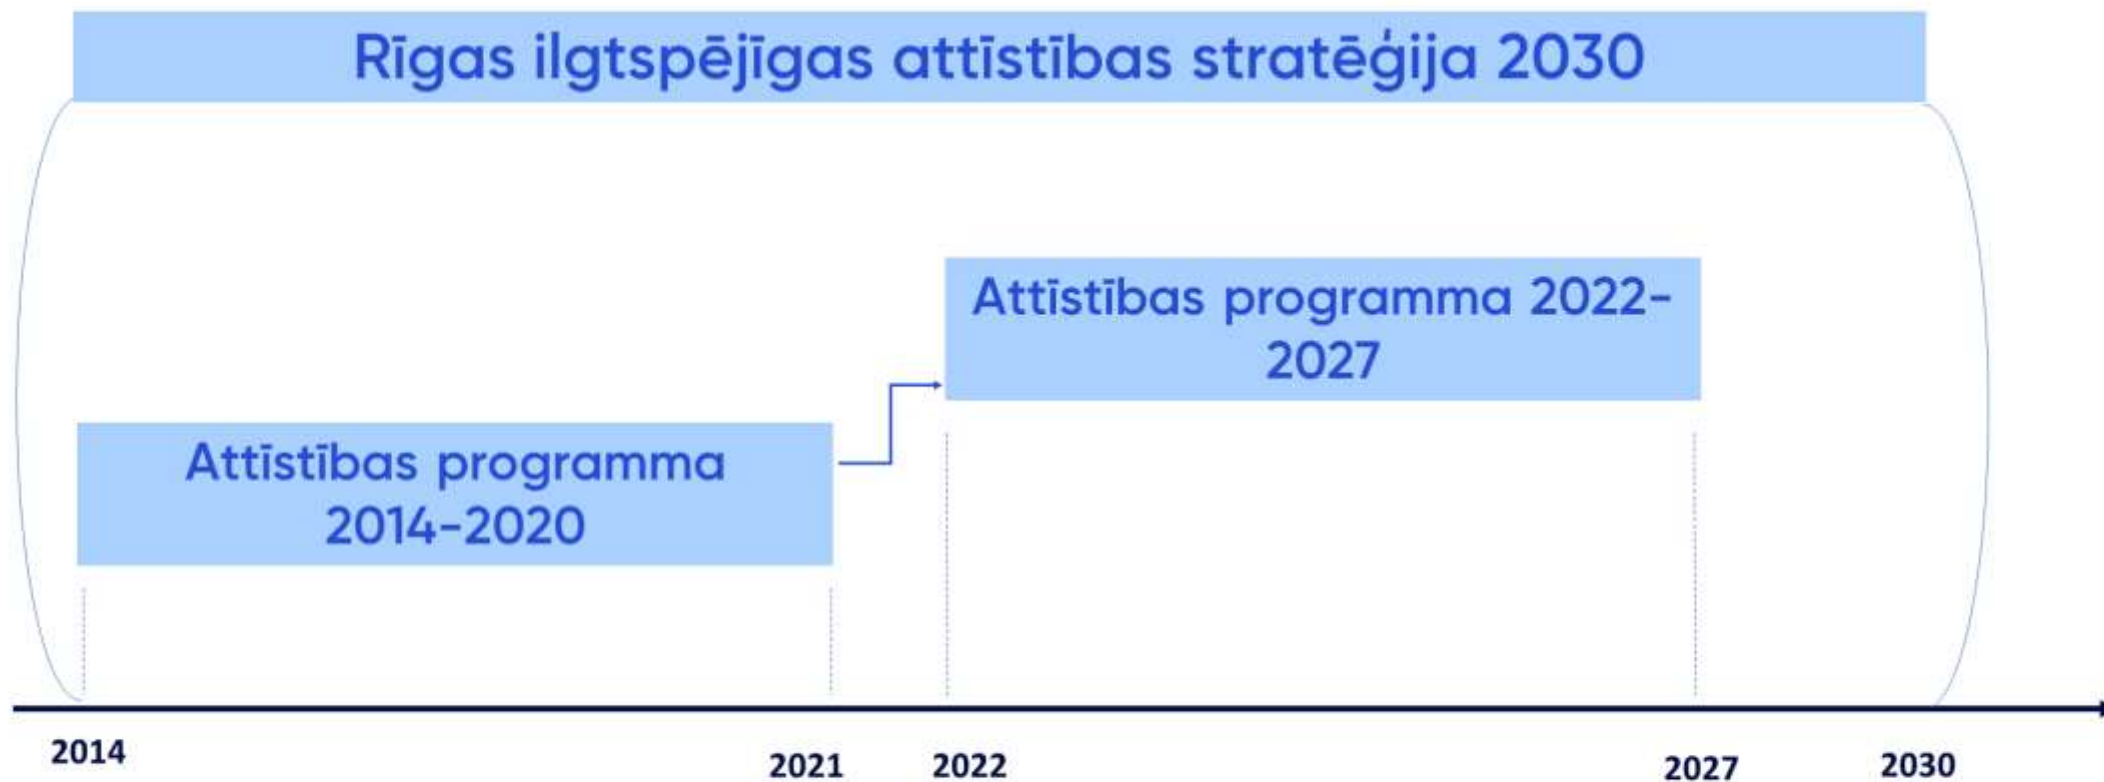 Rīgas ilgtspējīgas attīstības stratēģija 2030
Attīstības programma 2022-
2027
Attīstības programma
2014-2020
2014
2021
2022
2027
2030